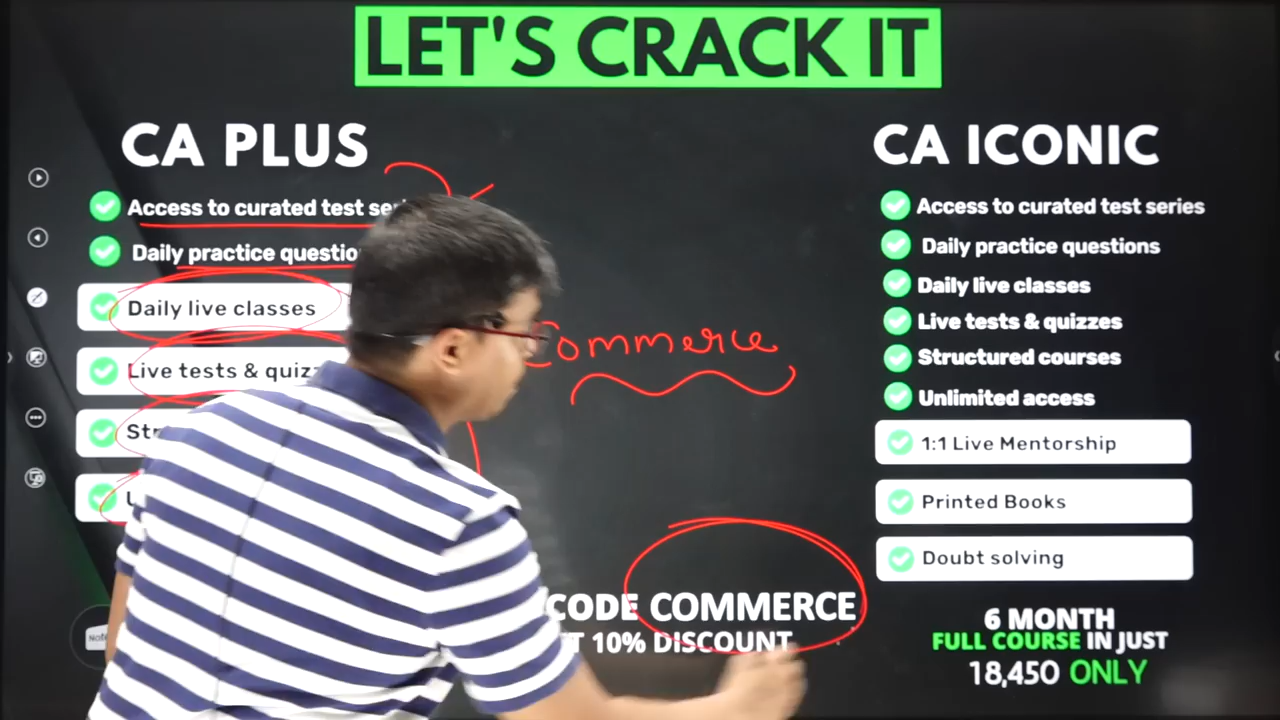 LET'S CRACK IT
CA PLUS
Access to curated test
Daily practice
Daily live classes
Live tests &
Commerce
CODE COMMERCE
10% DISCOUNT
CA ICONIC
Access to curated test series
Daily practice questions
Daily live classes
Live tests & quizzes
Structured courses
Unlimited access
1:1 Live Mentorship
Printed Books
Doubt solving
6 MONTH
FULL COURSE IN JUST
18,450 ONLY